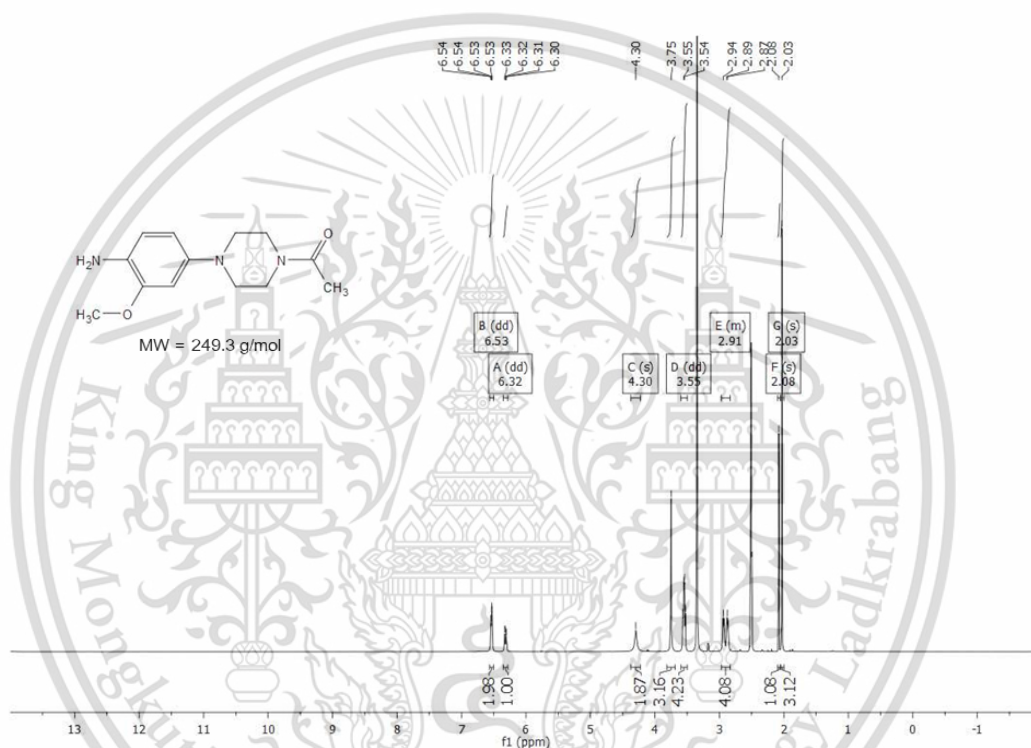 6.54
6.54
6.53
6.53
6.33
6.32
6.31
6.30
4.30
3.75
3.55
3.54
2.94
2.89
2.87
2.08
2.03
O
H₂N
N
N
CH₃
H₃C
O
MW = 249.3 g/mol
B (dd)
6.53
E (m)
2.91
G (s)
2.03
A (dd)
6.32
C (s)
4.30
D (dd)
3.55
F (s)
2.08
1.98
1.00
1.87
3.16
4.23
4.08
1.08
3.12
13 12 11 10 9 8 7 6 5 4 3 2 1 0 -1
f1 (ppm)
King Mongkut
Ladkrabang